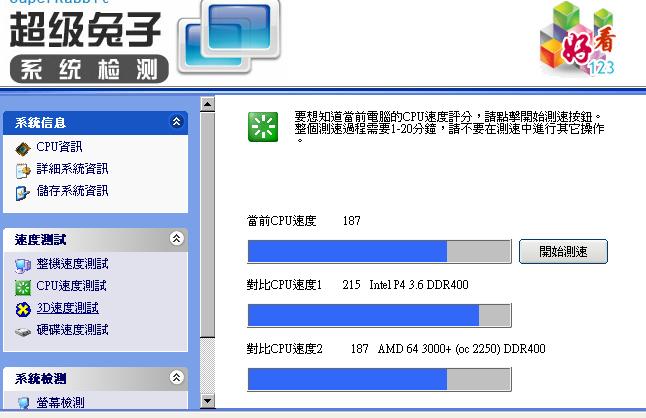 SuperRabbit
超级兔子
系统检测
好看
123
系統信息
CPU資訊
詳細系統資訊
儲存系統資訊
速度測試
整機速度測試
CPU速度測試
3D速度測試
硬碟速度測試
系統檢測
螢幕檢測
要想知道當前電腦的CPU速度評分，請點擊開始測速按鈕。
整個測速過程需要1-20分鐘，請不要在測速中進行其它操作
。
當前CPU速度 187
開始測速
對比CPU速度1 215 Intel P4 3.6 DDR400
對比CPU速度2 187 AMD 64 3000+ (oc 2250) DDR400